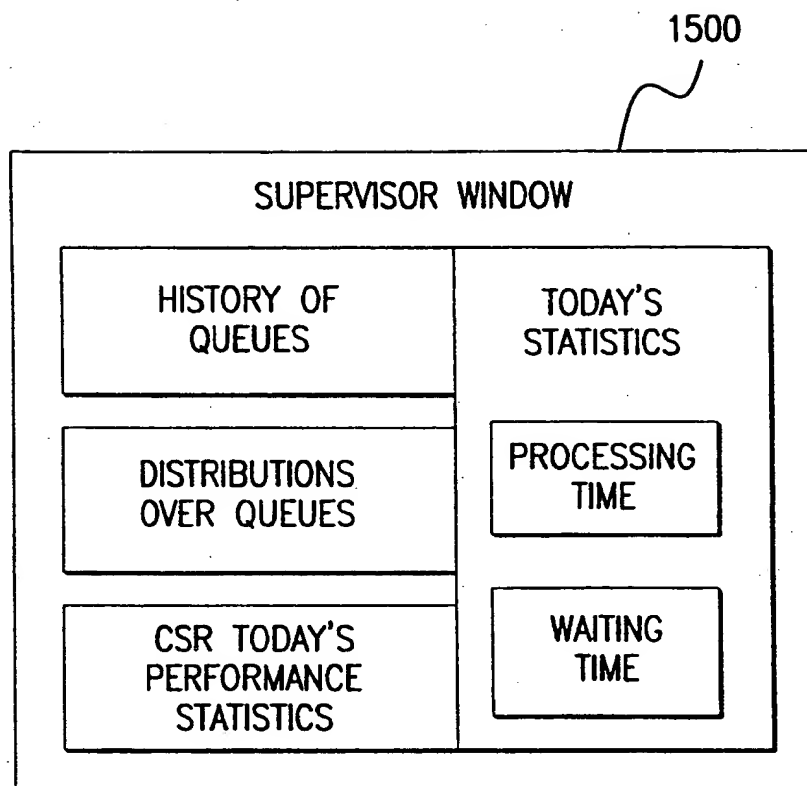 1500
SUPERVISOR WINDOW
HISTORY OF
QUEUES
DISTRIBUTIONS
OVER QUEUES
CSR TODAY'S
PERFORMANCE
STATISTICS
TODAY'S
STATISTICS
PROCESSING
TIME
WAITING
TIME